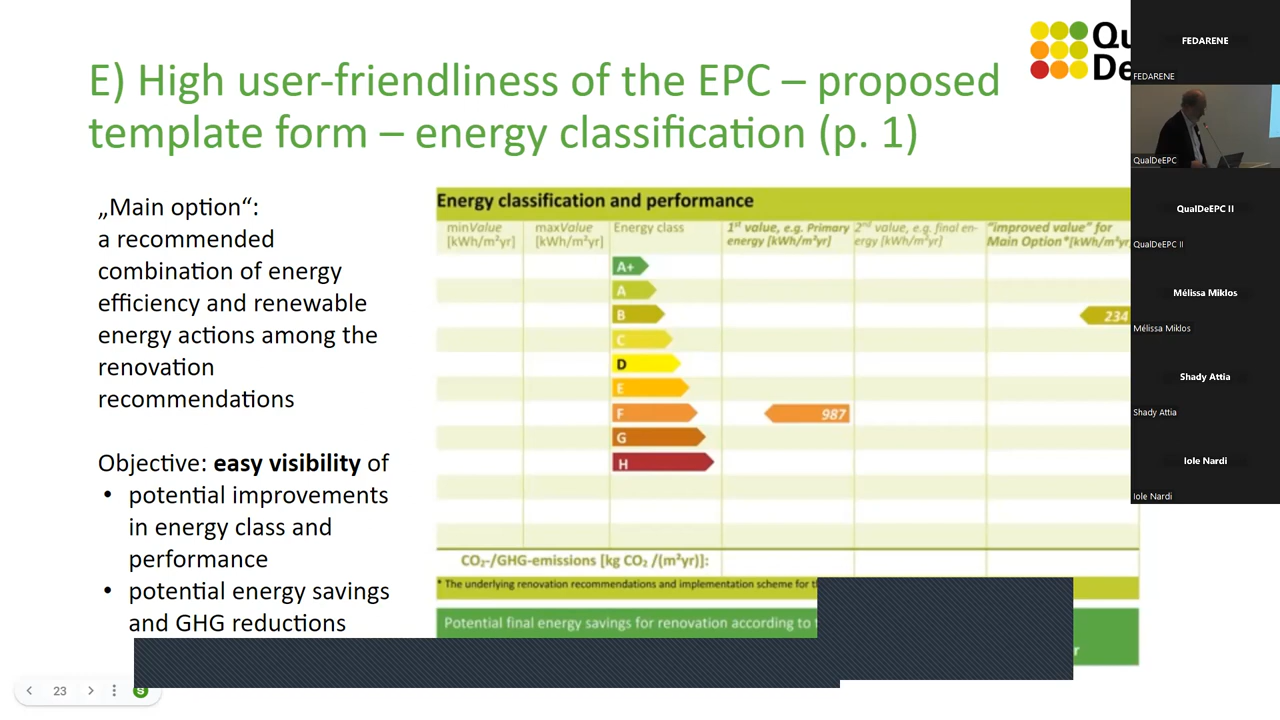 E) High user-friendliness of the EPC – proposed
template form – energy classification (p. 1)
„Main option“:
a recommended
combination of energy
efficiency and renewable
energy actions among the
renovation
recommendations
Objective: easy visibility of
• potential improvements
in energy class and
performance
• potential energy savings
and GHG reductions
Energy classification and performance
minValue
[kWh/m²yr]
maxValue
[kWh/m²yr]
Energy class
1st value, e.g. Primary
energy [kWh/m²yr]
2nd value, e.g. final en-
ergy [kWh/m²yr]
"improved value" for
Main Option*[kWh/m²yr
A+
A
B
234
C
D
E
F
987
G
H
CO₂-/GHG-emissions [kg CO₂ /(m²yr)]:
* The underlying renovation recommendations and implementation scheme for
Potential final energy savings for renovation according to
23
S
Qu
De
FEDARENE
FEDARENE
QualDeEPC
QualDeEPC II
QualDeEPC II
Mélissa Miklos
Mélissa Miklos
Shady Attia
Shady Attia
Iole Nardi
Iole Nardi